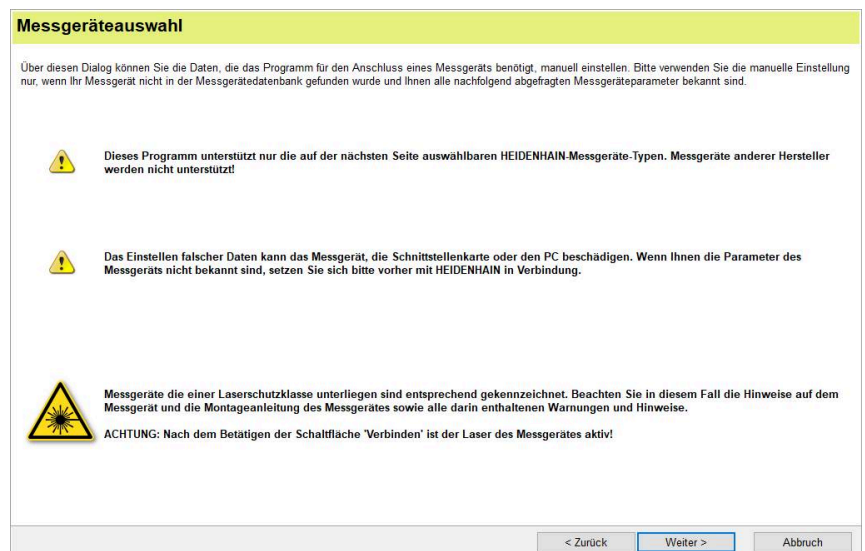 Messgeräteauswahl
Über diesen Dialog können Sie die Daten, die das Programm für den Anschluss eines Messgeräts benötigt, manuell einstellen. Bitte verwenden Sie die manuelle Einstellung
nur, wenn Ihr Messgerät nicht in der Messgerätedatenbank gefunden wurde und Ihnen alle nachfolgend abgefragten Messgeräteparameter bekannt sind.
Dieses Programm unterstützt nur die auf der nächsten Seite auswählbaren HEIDENHAIN-Messgeräte-Typen. Messgeräte anderer Hersteller
werden nicht unterstützt!
Das Einstellen falscher Daten kann das Messgerät, die Schnittstellenkarte oder den PC beschädigen. Wenn Ihnen die Parameter des
Messgeräts nicht bekannt sind, setzen Sie sich bitte vorher mit HEIDENHAIN in Verbindung.
Messgeräte die einer Laserschutzklasse unterliegen sind entsprechend gekennzeichnet. Beachten Sie in diesem Fall die Hinweise auf dem
Messgerät und die Montageanleitung des Messgerätes sowie alle darin enthaltenen Warnungen und Hinweise.
ACHTUNG: Nach dem Betätigen der Schaltfläche 'Verbinden' ist der Laser des Messgerätes aktiv!
< Zurück Weiter > Abbruch